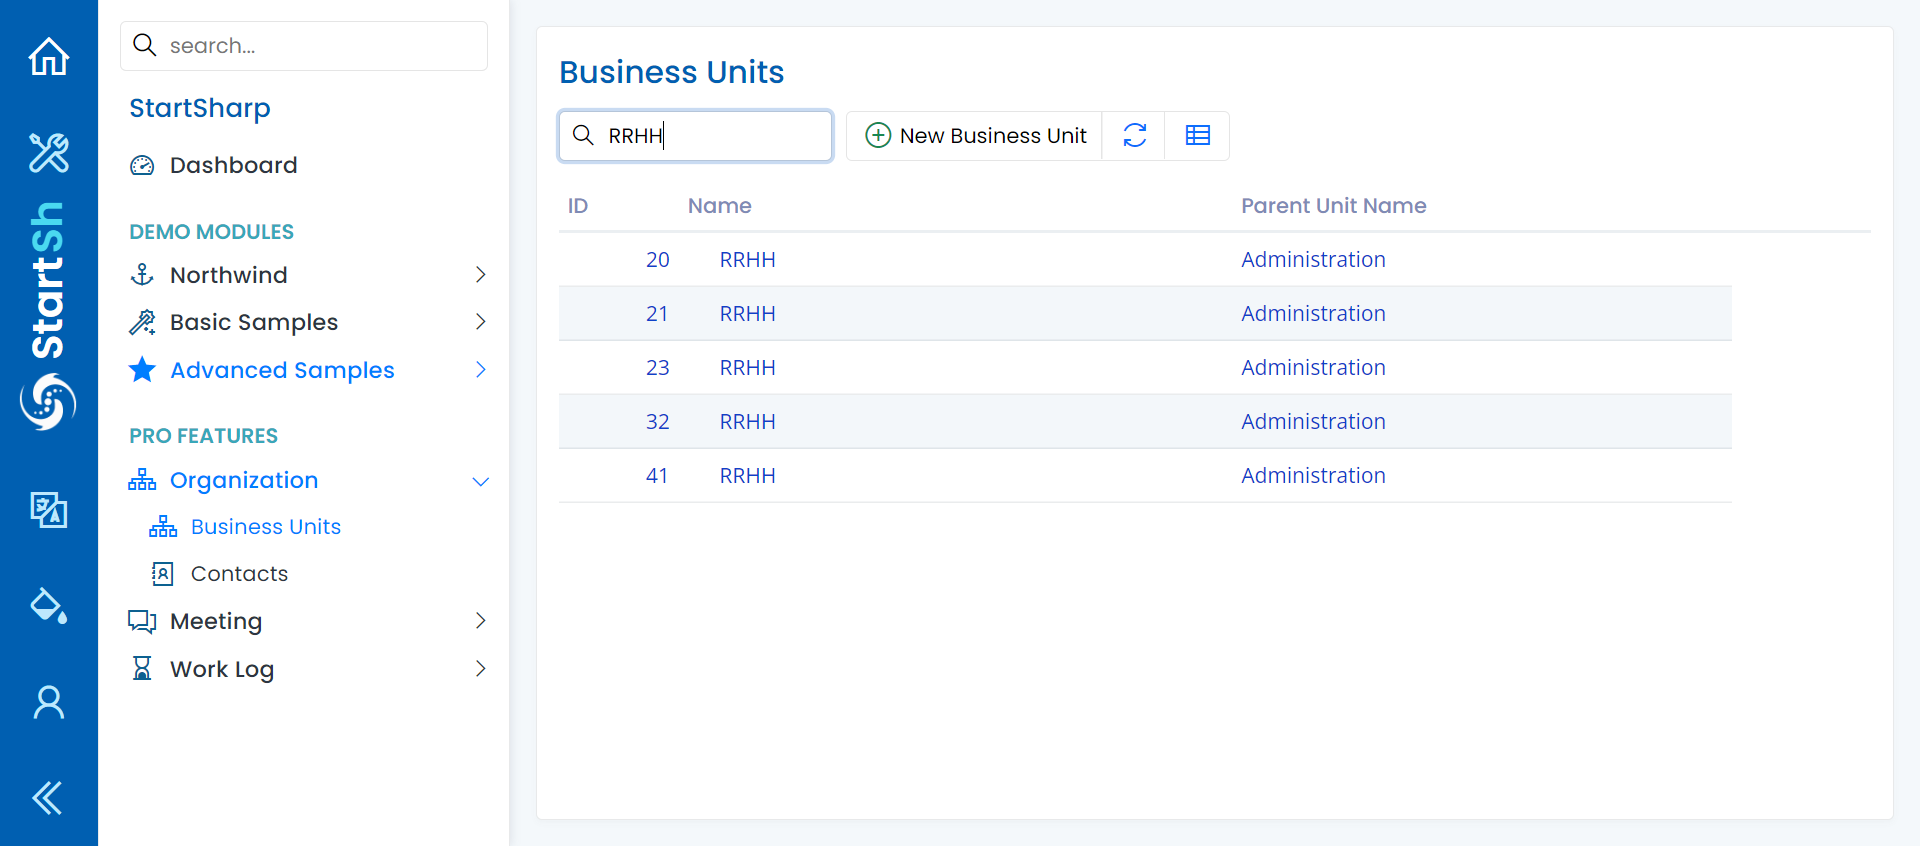 StartSh
search...
StartSharp
Dashboard
DEMO MODULES
Northwind
Basic Samples
Advanced Samples
PRO FEATURES
Organization
Business Units
Contacts
Meeting
Work Log
Business Units
RRHH
New Business Unit
ID Name Parent Unit Name
20 RRHH Administration
21 RRHH Administration
23 RRHH Administration
32 RRHH Administration
41 RRHH Administration